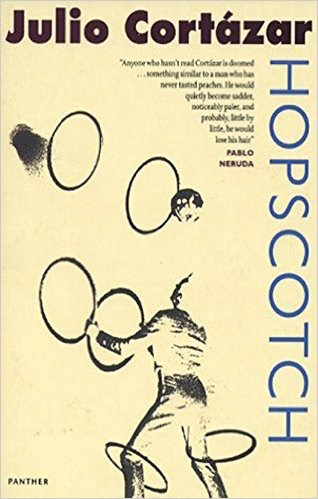 Julio Cortázar
"Anyone who hasn't read Cortázar is doomed
. . . something similar to a man who has
never tasted peaches. He would
quietly become sadder,
noticeably paler, and
probably, little by
little, he would
lose his hair"
PABLO
NERUDA
HOPSCOTCH
PANTHER